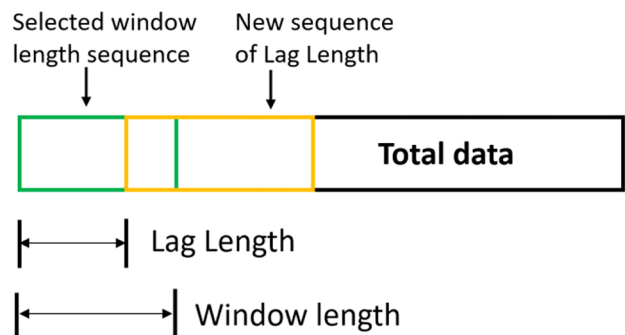 Selected window
length sequence
New sequence
of Lag Length
Total data
Lag Length
Window length